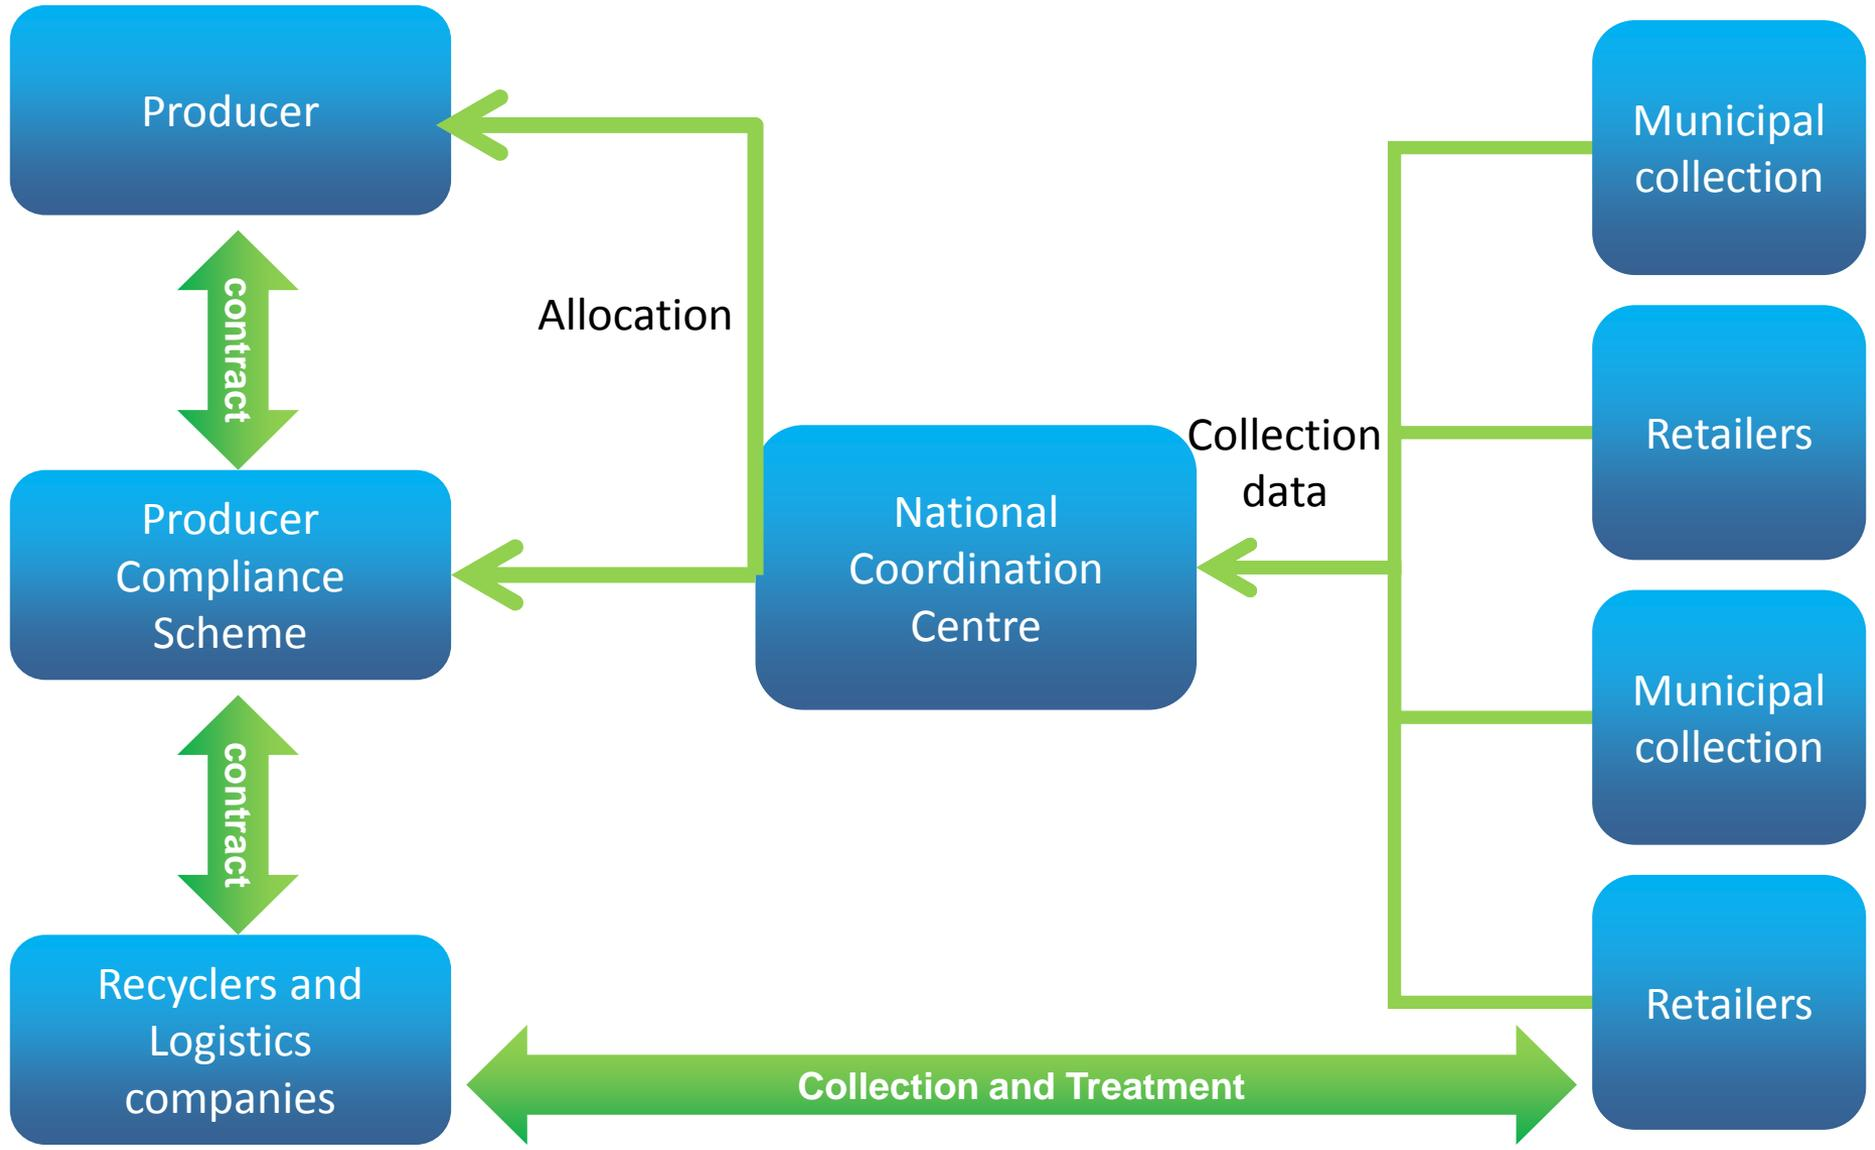 Producer
contract
Producer
Compliance
Scheme
contract
Recyclers and
Logistics
companies
Allocation
National
Coordination
Centre
Collection
data
Municipal
collection
Retailers
Municipal
collection
Retailers
Collection and Treatment